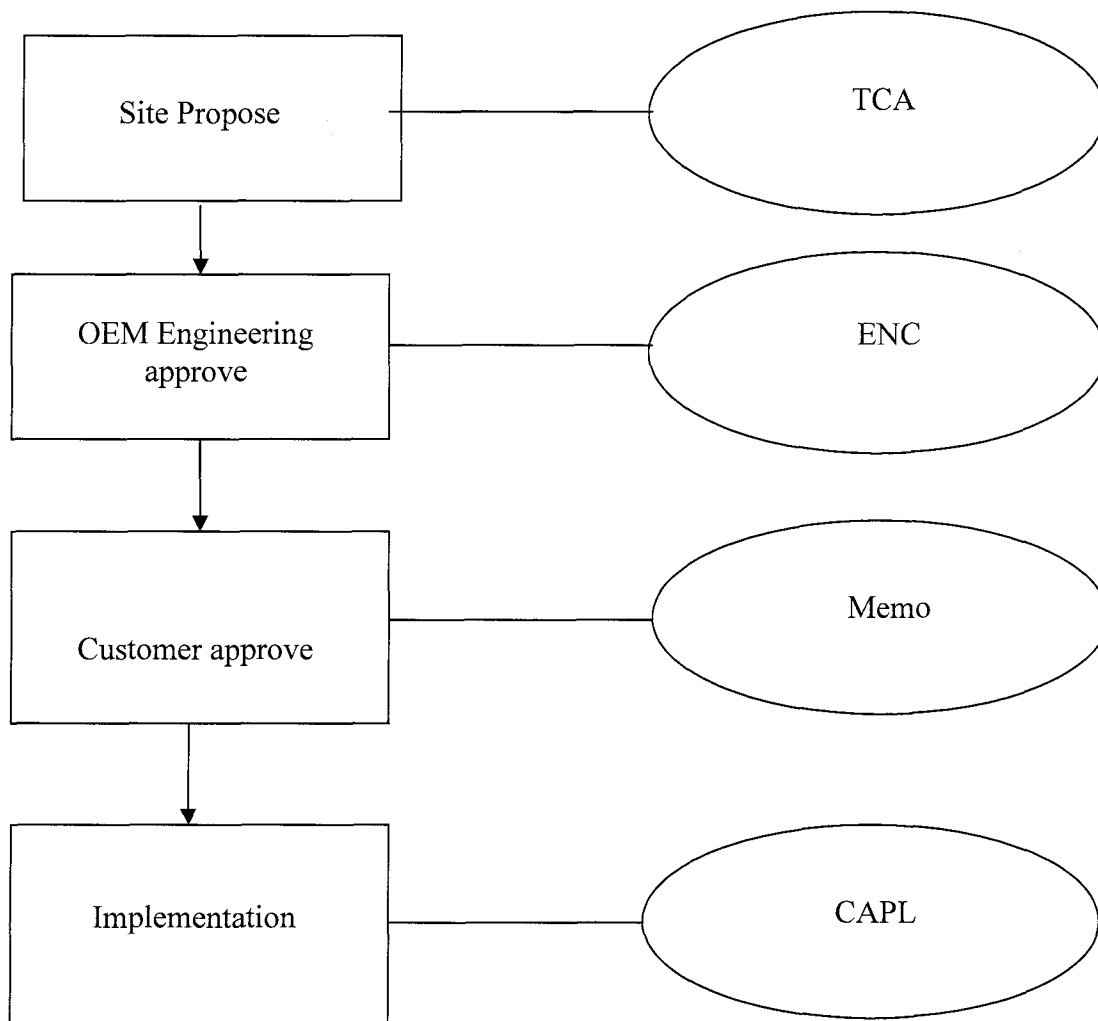 Site Propose
TCA
OEM Engineering
approve
ENC
Customer approve
Memo
Implementation
CAPL